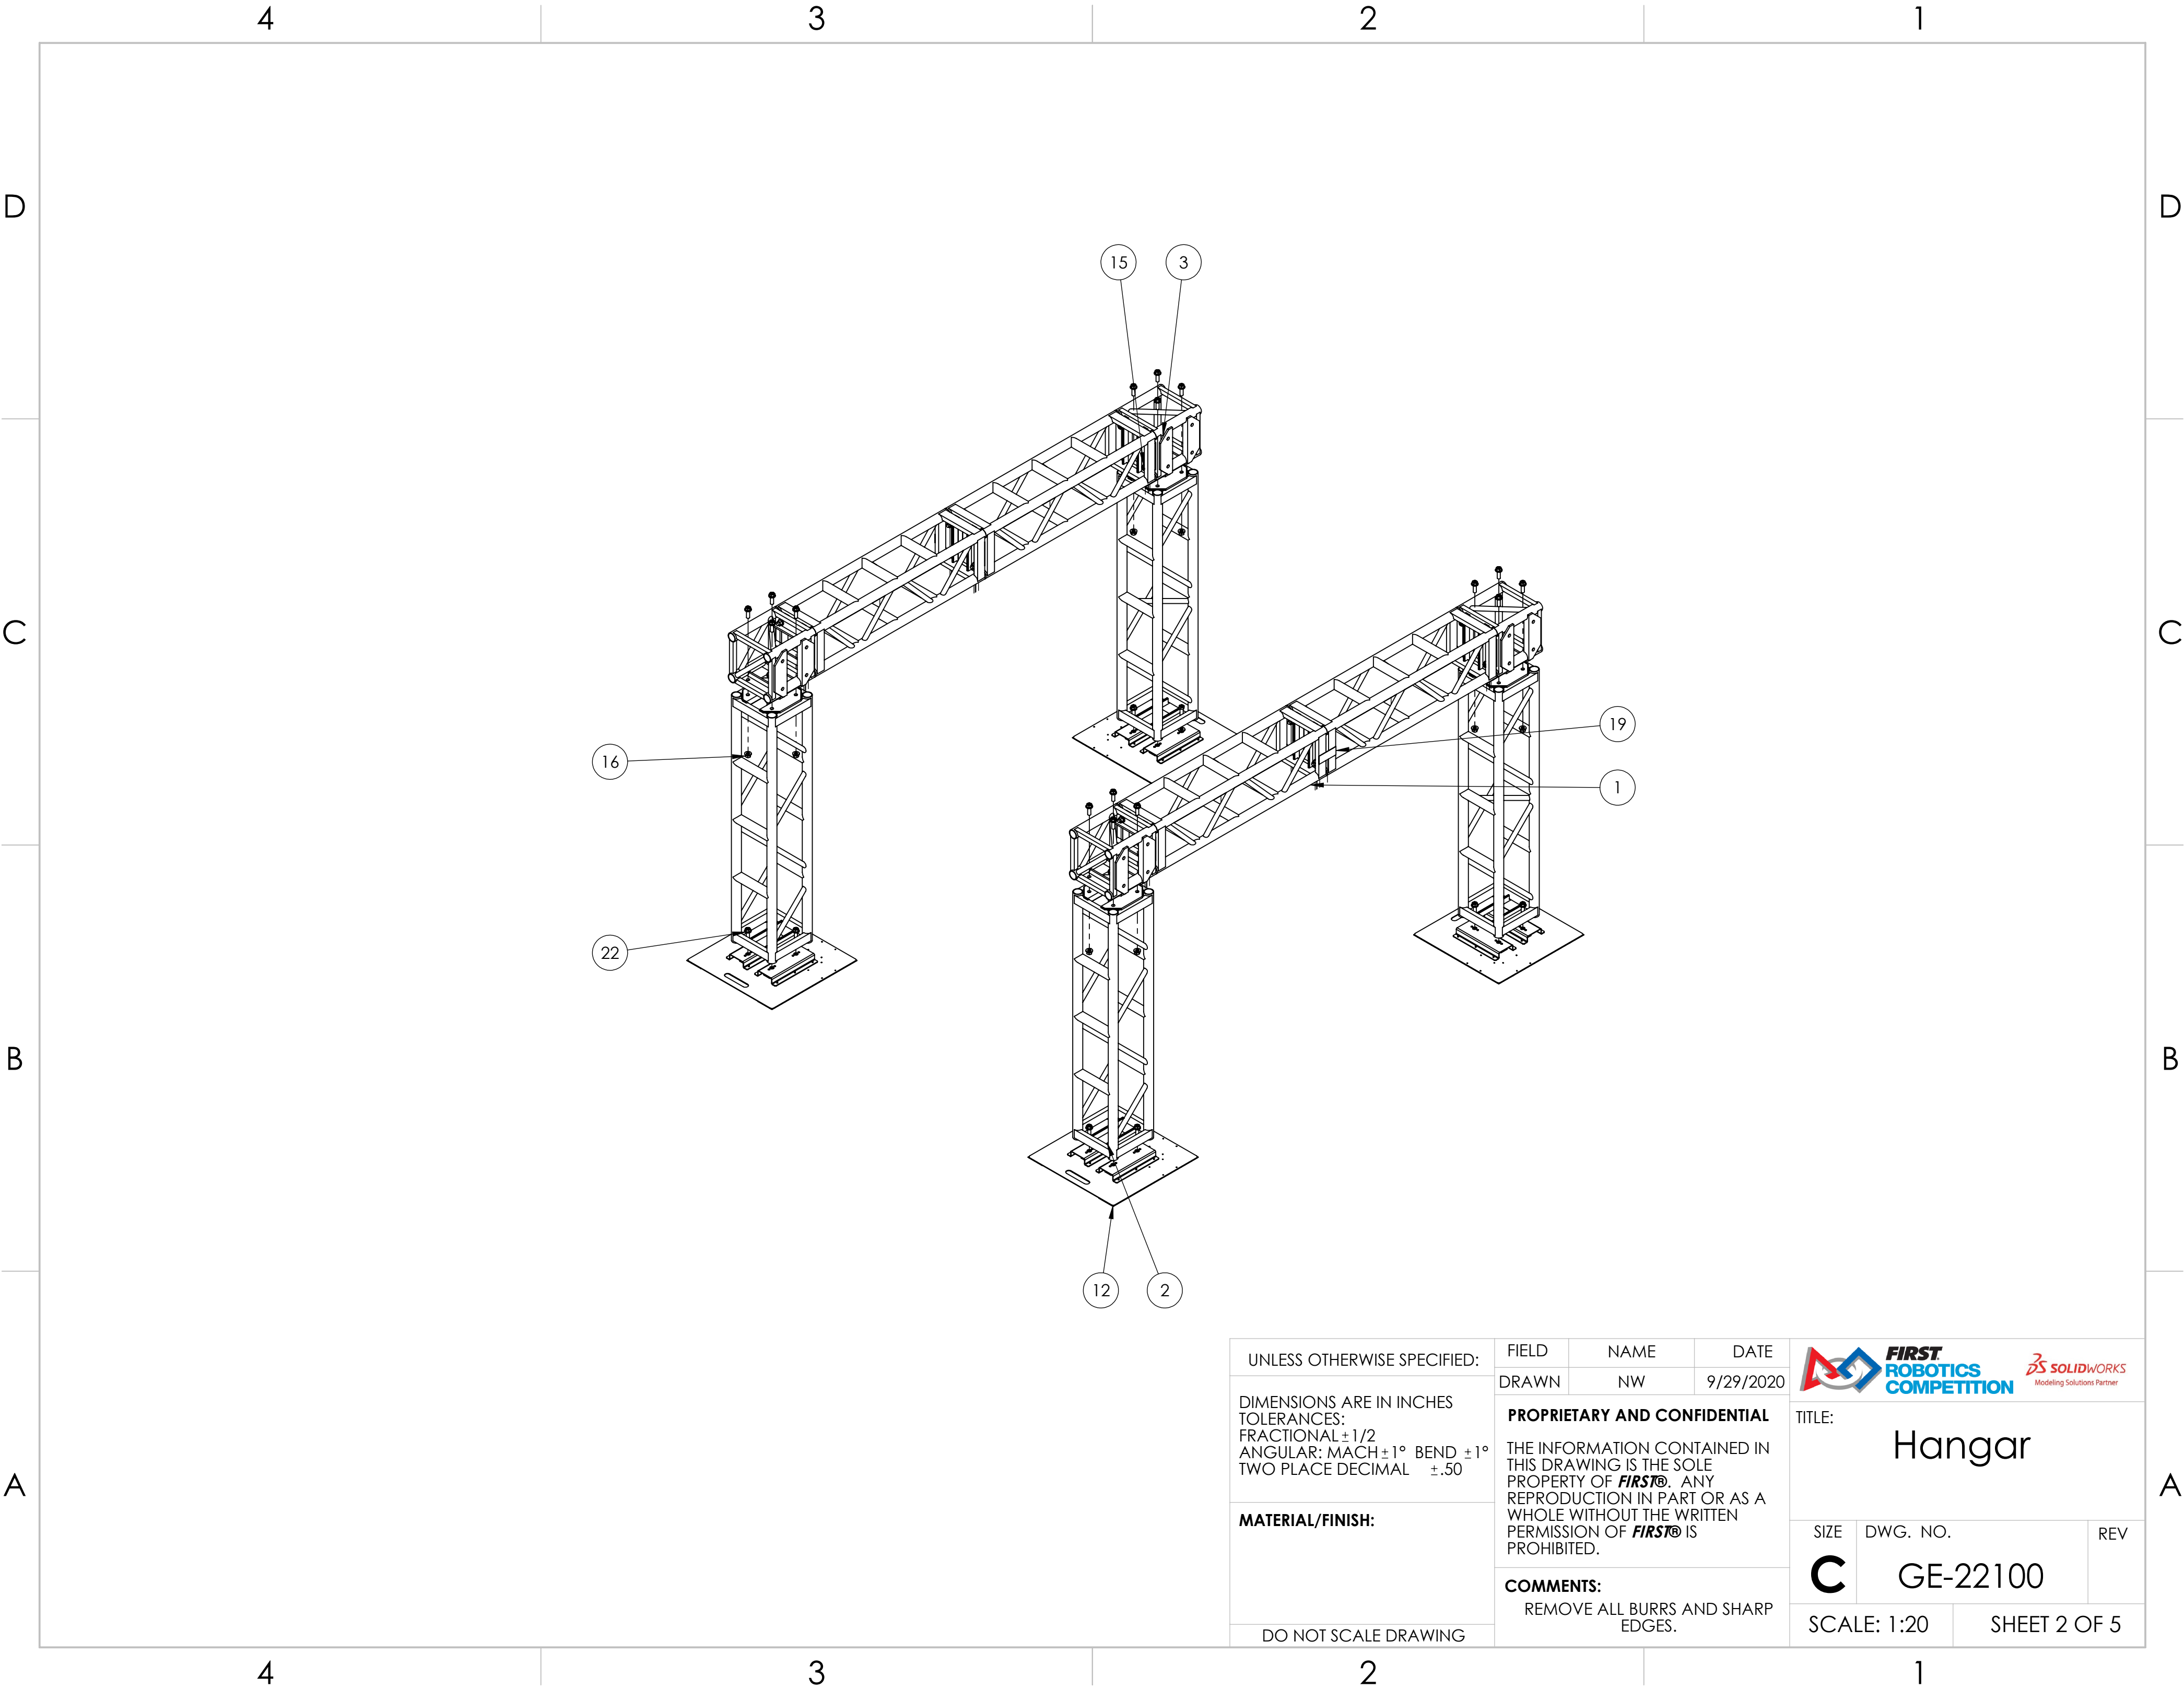 4 3 2 1
D D
15 3
C C
19
16
1
22
B B
12 2
UNLESS OTHERWISE SPECIFIED:
DIMENSIONS ARE IN INCHES
TOLERANCES:
FRACTIONAL ±1/2
ANGULAR: MACH ±1° BEND ±1°
TWO PLACE DECIMAL ±.50
MATERIAL/FINISH:
DO NOT SCALE DRAWING
FIELD NAME DATE
DRAWN NW 9/29/2020
PROPRIETARY AND CONFIDENTIAL
THE INFORMATION CONTAINED IN
THIS DRAWING IS THE SOLE
PROPERTY OF FIRST®. ANY
REPRODUCTION IN PART OR AS A
WHOLE WITHOUT THE WRITTEN
PERMISSION OF FIRST® IS
PROHIBITED.
COMMENTS:
REMOVE ALL BURRS AND SHARP
EDGES.
FIRST
ROBOTICS
COMPETITION
SOLIDWORKS
Modeling Solutions Partner
TITLE:
Hangar
SIZE DWG. NO. REV
C GE-22100
SCALE: 1:20 SHEET 2 OF 5
A A
4 3 2 1